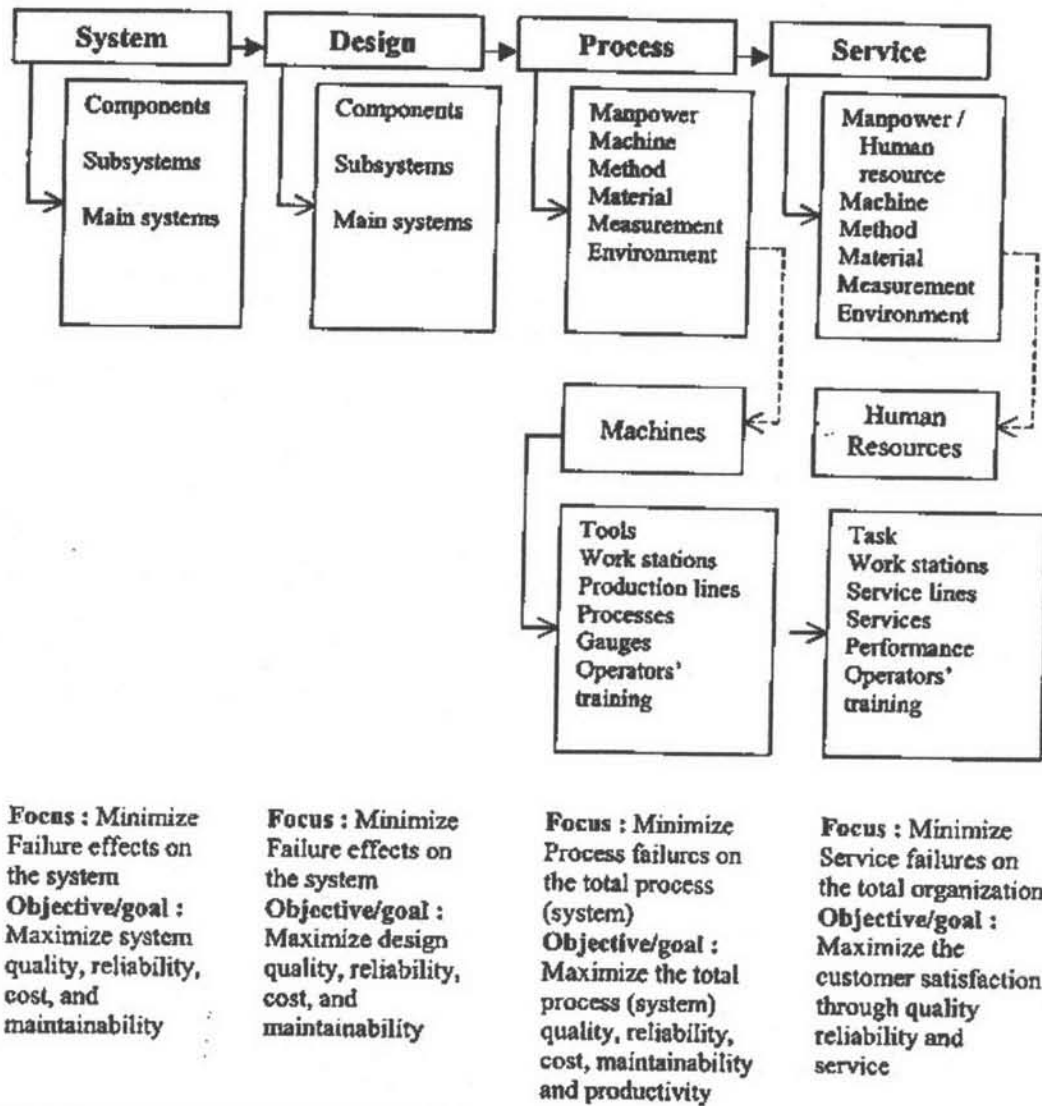 System
Design
Process
Service
Components
Subsystems
Main systems
Components
Subsystems
Main systems
Manpower
Machine
Method
Material
Measurement
Environment
Manpower /
Human
resource
Machine
Method
Material
Measurement
Environment
Machines
Human
Resources
Tools
Work stations
Production lines
Processes
Gauges
Operators'
training
Task
Work stations
Service lines
Services
Performance
Operators'
training
Focus : Minimize
Failure effects on
the system
Objective/goal :
Maximize system
quality, reliability,
cost, and
maintainability
Focus : Minimize
Failure effects on
the system
Objective/goal :
Maximize design
quality, reliability,
cost, and
maintainability
Focus : Minimize
Process failures on
the total process
(system)
Objective/goal :
Maximize the total
process (system)
quality, reliability,
cost, maintainability
and productivity
Focus : Minimize
Service failures on
the total organization
Objective/goal :
Maximize the
customer satisfaction
through quality
reliability and
service